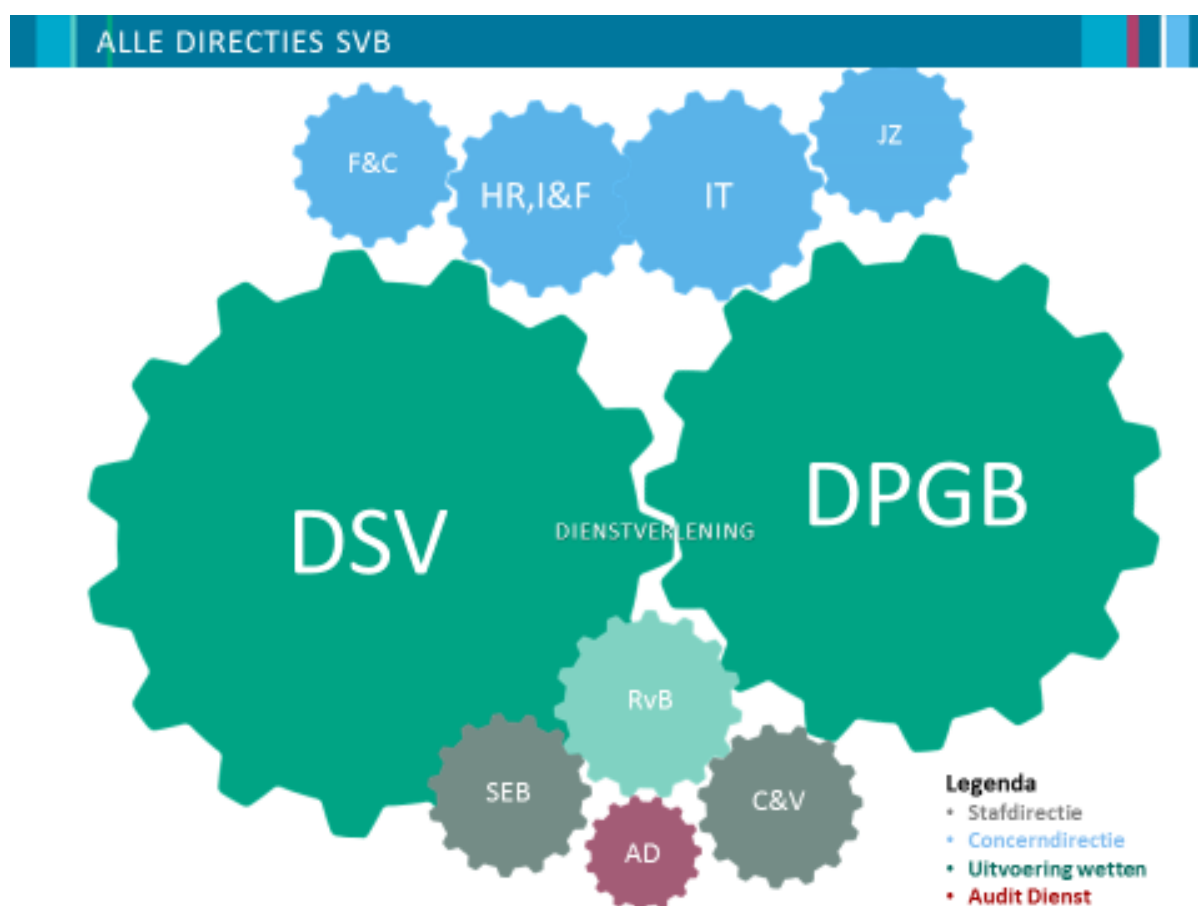 ALLE DIRECTIES SVB
F&C
HR,I&F
IT
JZ
DSV
DPGB
DIENSTVERLENING
RvB
SEB
C&V
AD
Legenda
• Stafdirectie
• Concerndirectie
• Uitvoering wetten
• Audit Dienst